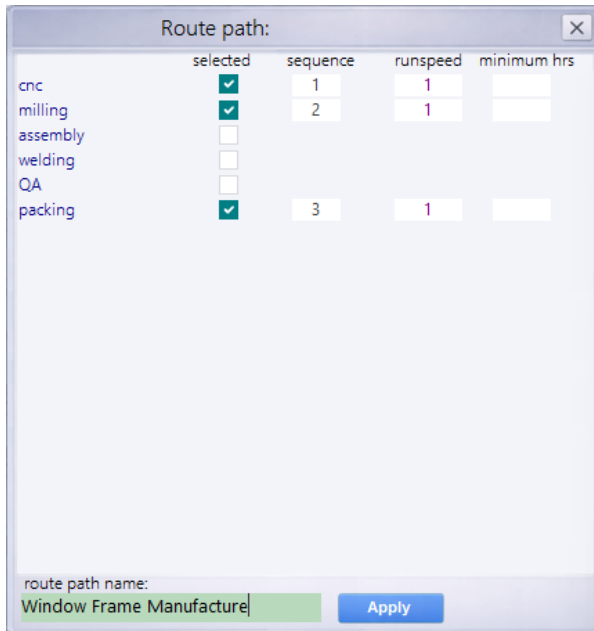 Route path:
selected sequence runspeed minimum hrs
cnc 1 1
milling 2 1
assembly
welding
QA
packing 3 1
route path name:
Window Frame Manufacture
Apply